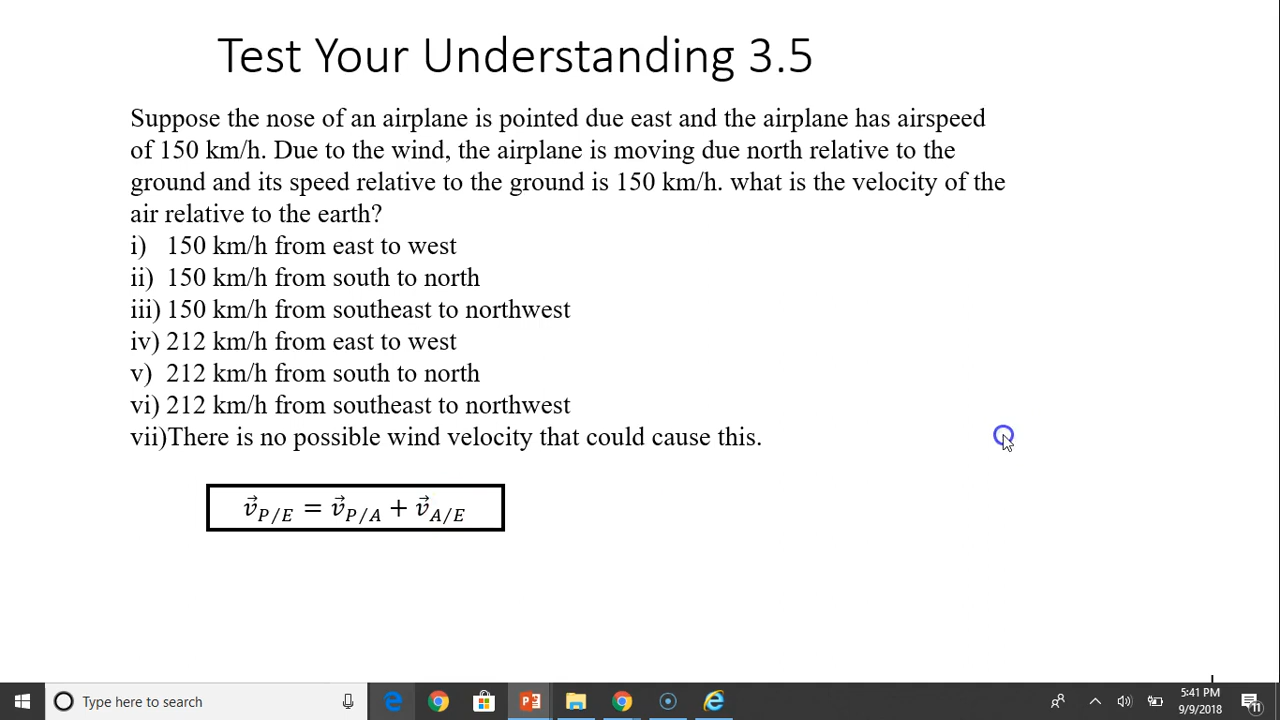 Test Your Understanding 3.5
Suppose the nose of an airplane is pointed due east and the airplane has airspeed
of 150 km/h. Due to the wind, the airplane is moving due north relative to the
ground and its speed relative to the ground is 150 km/h. what is the velocity of the
air relative to the earth?
i) 150 km/h from east to west
ii) 150 km/h from south to north
iii) 150 km/h from southeast to northwest
iv) 212 km/h from east to west
v) 212 km/h from south to north
vi) 212 km/h from southeast to northwest
vii)There is no possible wind velocity that could cause this.
v⃗_{P/E} = v⃗_{P/A} + v⃗_{A/E}
Type here to search
5:41 PM
9/9/2018
11